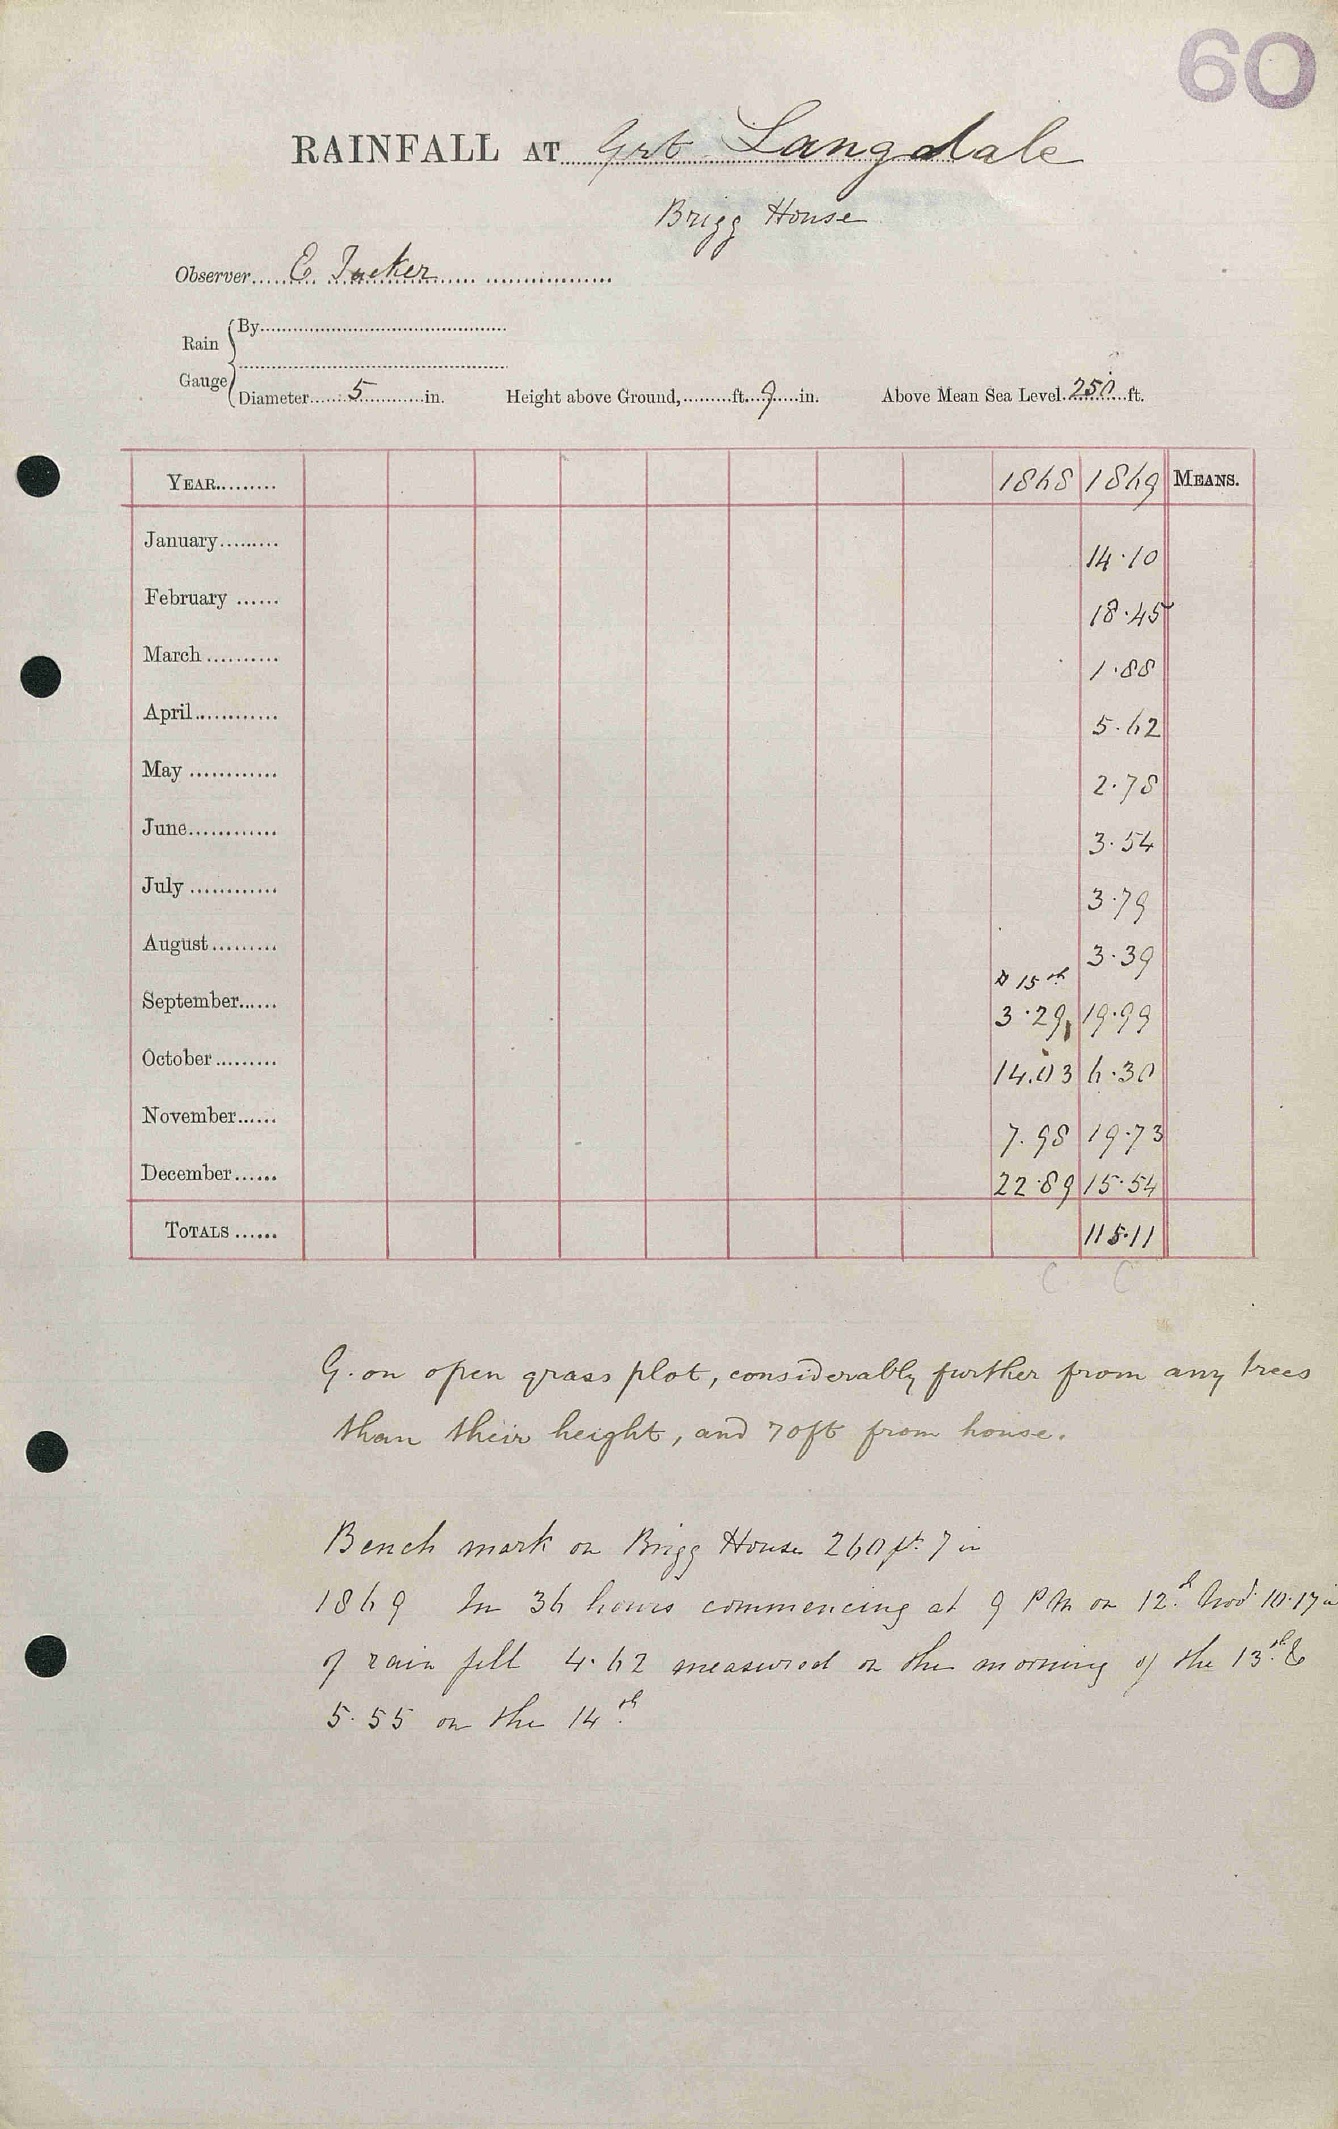 60
RAINFALL AT Grt Langdale
Brigg House
Observer E Tucker
Rain Gauge By
Diameter 5 in. Height above Ground, ft. 9 in. Above Mean Sea Level 250 ft.
YEAR 1868 1869 MEANS.
January 14.10
February 18.45
March 1.88
April 5.62
May 2.78
June 3.54
July 3.79
August 3.39
15th
September 3.29 19.99
October 14.03 6.30
November 7.98 19.73
December 22.89 15.54
TOTALS 115.11
C C
G. on open grass plot, considerably further from any trees
than their height, and 70ft from house.
Bench mark on Brigg House 260 ft. 7 in
1869 In 36 hours commencing at 9 PM on 12th Nov 10.17 in
of rain fell 4.62 measured on the morning of the 13th &
5.55 on the 14th